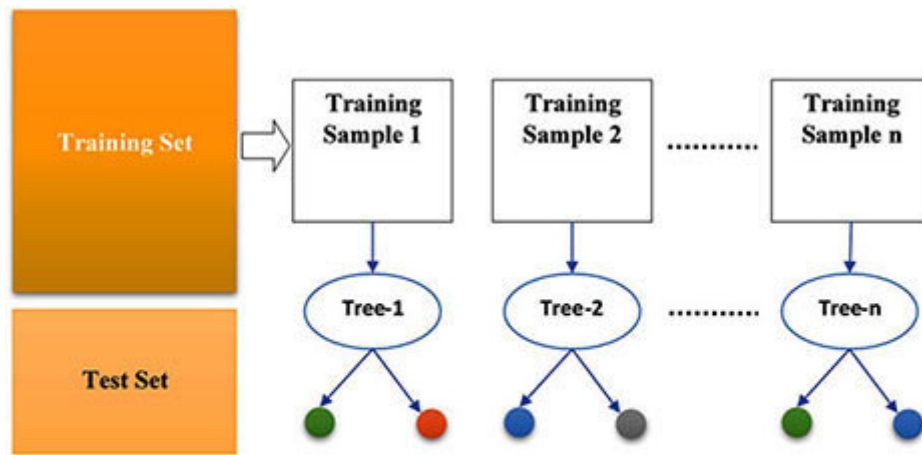 Training Set
Training
Sample 1
Training
Sample 2
Training
Sample n
Tree-1
Tree-2
Tree-n
Test Set